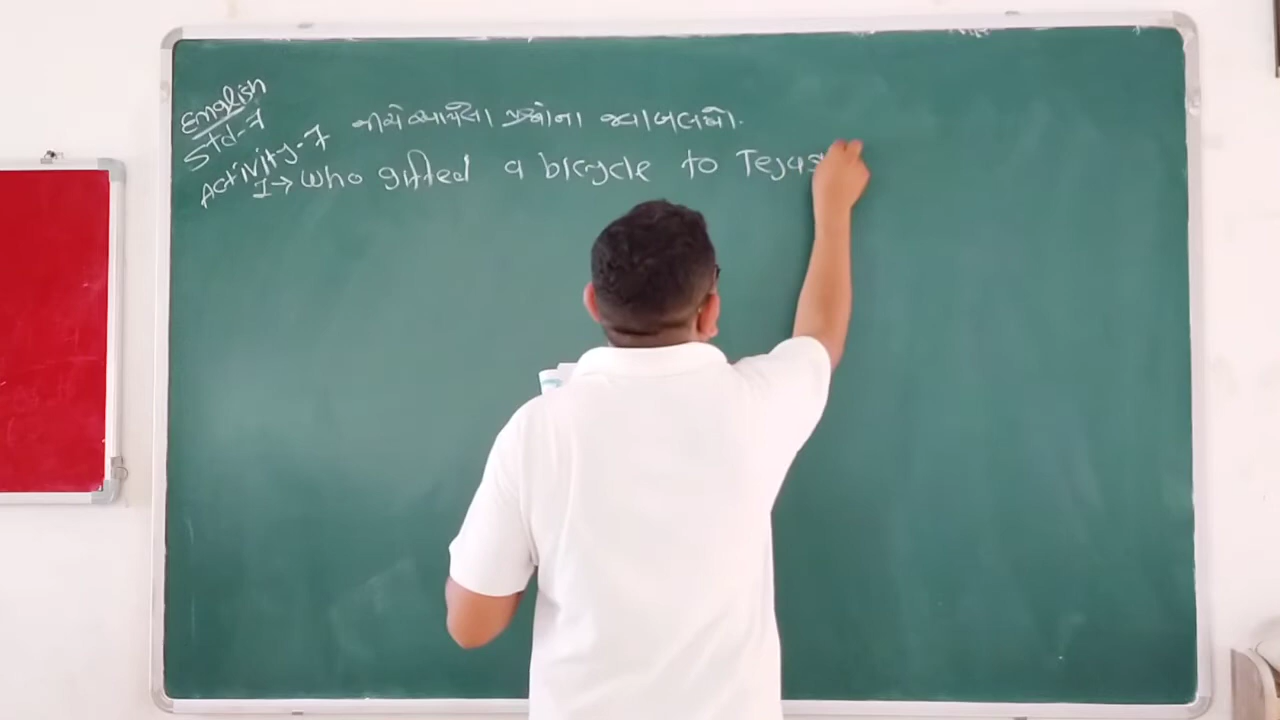 English
Std-7
Activity-7
નીચે આપેલા પ્રશ્નોના જવાબ લખો.
1→ Who gifted a bicycle to Tejas